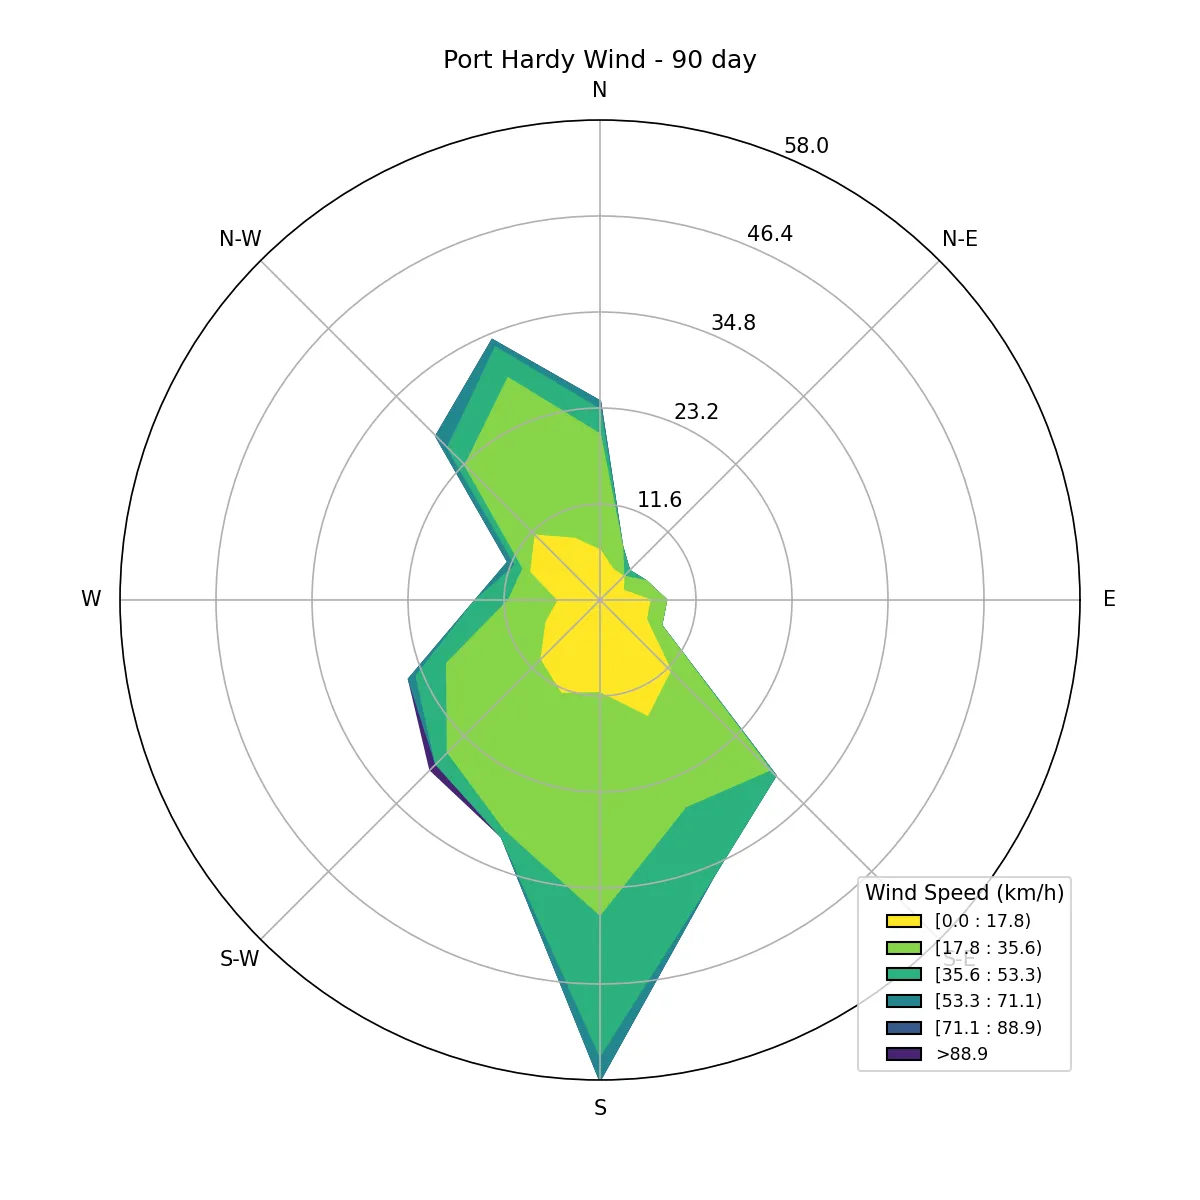 Port Hardy Wind - 90 day
N
58.0
N-W
46.4
N-E
34.8
23.2
11.6
W
E
S-W
S-E
S
Wind Speed (km/h)
[0.0 : 17.8)
[17.8 : 35.6)
[35.6 : 53.3)
[53.3 : 71.1)
[71.1 : 88.9)
>88.9